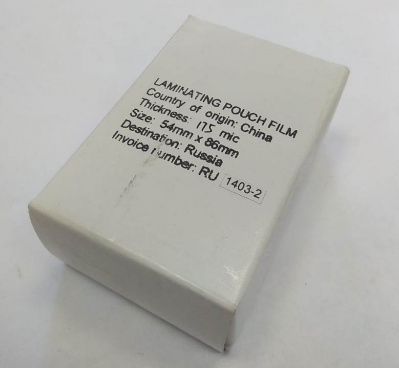 LAMINATING POUCH FILM
Country of origin: China
Thickness: 175 mic
Size: 54mm x 86mm
Destination: Russia
Invoice number: RU 1403-2